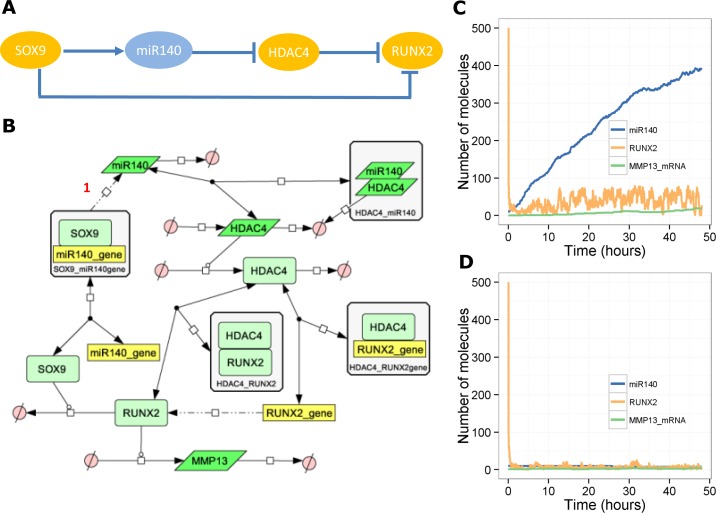 A
SOX9
miR140
HDAC4
RUNX2
B
miR140
1
miR140
HDAC4
HDAC4_miR140
SOX9
miR140_gene
SOX9_miR140gene
HDAC4
HDAC4
HDAC4
RUNX2
HDAC4_RUNX2
HDAC4
RUNX2_gene
HDAC4_RUNX2gene
miR140_gene
SOX9
RUNX2
RUNX2_gene
MMP13
C
Number of molecules
500
400
300
200
100
0
miR140
RUNX2
MMP13_mRNA
0 10 20 30 40 50
Time (hours)
D
Number of molecules
500
400
300
200
100
0
miR140
RUNX2
MMP13_mRNA
0 10 20 30 40 50
Time (hours)